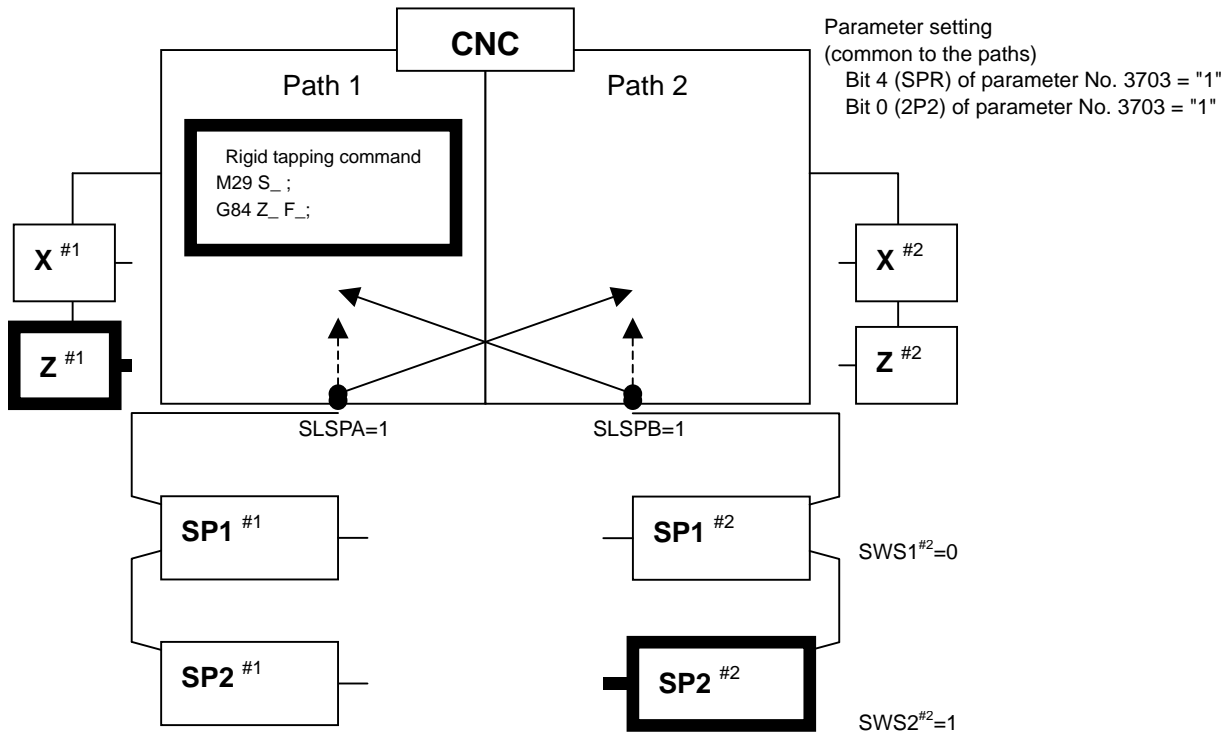 CNC
Parameter setting
(common to the paths)
Bit 4 (SPR) of parameter No. 3703 = "1"
Bit 0 (2P2) of parameter No. 3703 = "1"
Path 1
Path 2
Rigid tapping command
M29 S_ ;
G84 Z_ F_;
X #1
X #2
Z #1
Z #2
SLSPA=1
SLSPB=1
SP1 #1
SP1 #2
SWS1#2=0
SP2 #1
SP2 #2
SWS2#2=1